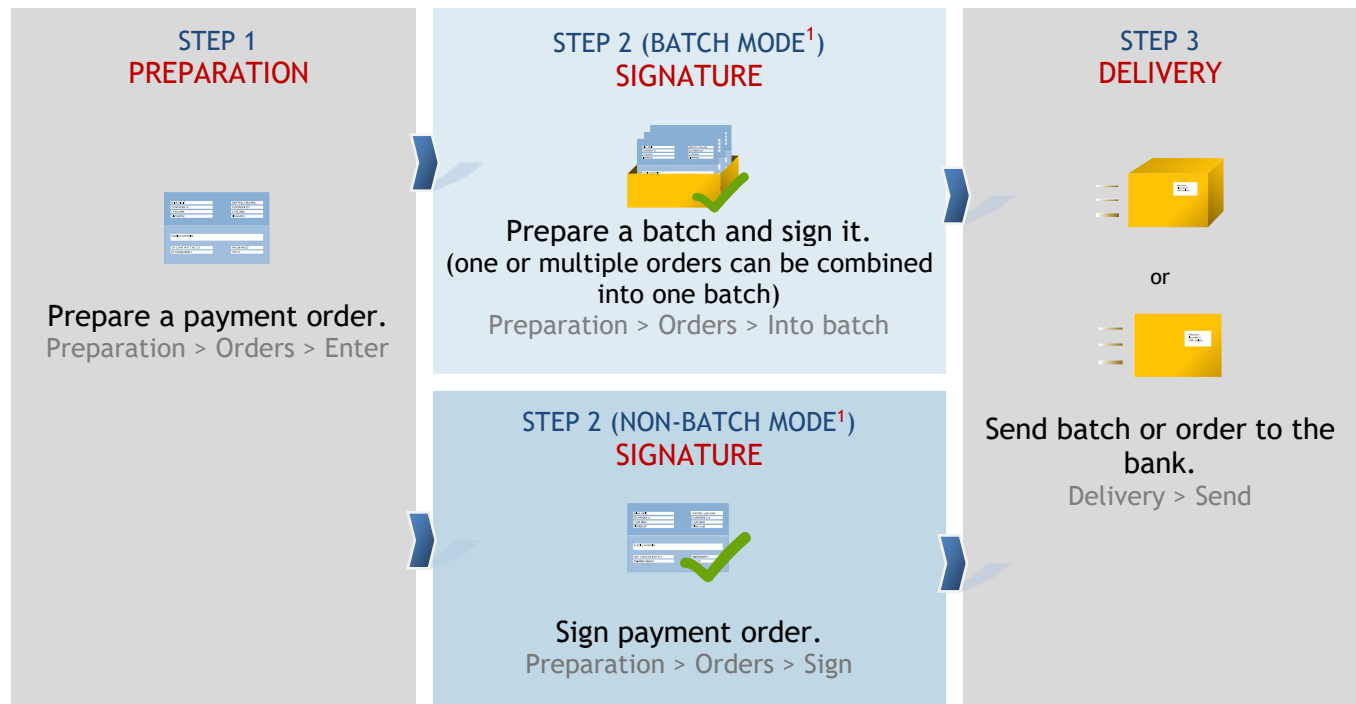 STEP 1
PREPARATION
Prepare a payment order.
Preparation > Orders > Enter
STEP 2 (BATCH MODE¹)
SIGNATURE
Prepare a batch and sign it.
(one or multiple orders can be combined
into one batch)
Preparation > Orders > Into batch
STEP 2 (NON-BATCH MODE¹)
SIGNATURE
Sign payment order.
Preparation > Orders > Sign
STEP 3
DELIVERY
or
Send batch or order to the
bank.
Delivery > Send